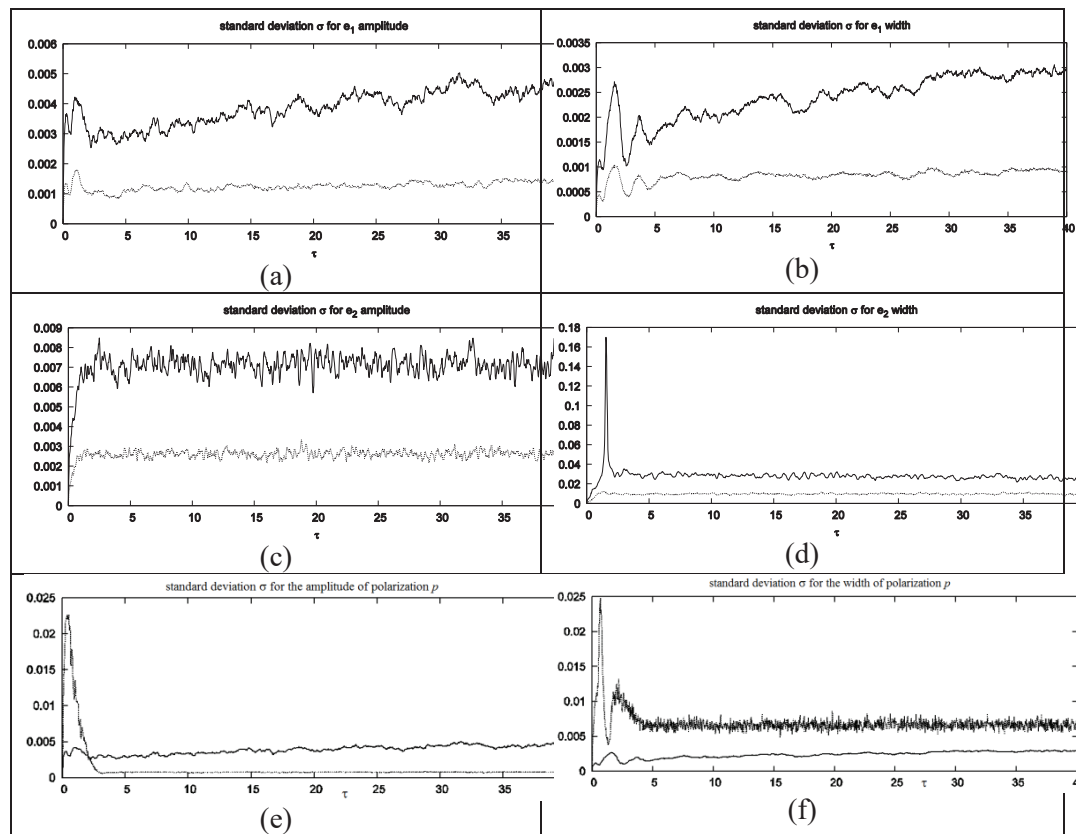 standard deviation σ for e1 amplitude
0.006
0.005
0.004
0.003
0.002
0.001
0
0 5 10 15 20 25 30 35
τ
(a)
standard deviation σ for e1 width
0.0035
0.003
0.0025
0.002
0.0015
0.001
0.0005
0
0 5 10 15 20 25 30 35 40
τ
(b)
standard deviation σ for e2 amplitude
0.009
0.008
0.007
0.006
0.005
0.004
0.003
0.002
0.001
0
0 5 10 15 20 25 30 35
τ
(c)
standard deviation σ for e2 width
0.18
0.16
0.14
0.12
0.1
0.08
0.06
0.04
0.02
0
0 5 10 15 20 25 30 35
τ
(d)
standard deviation σ for the amplitude of polarization p
0.025
0.02
0.015
0.01
0.005
0
0 5 10 15 20 25 30 35
τ
(e)
standard deviation σ for the width of polarization p
0.025
0.02
0.015
0.01
0.005
0
0 5 10 15 20 25 30 35 4
τ
(f)